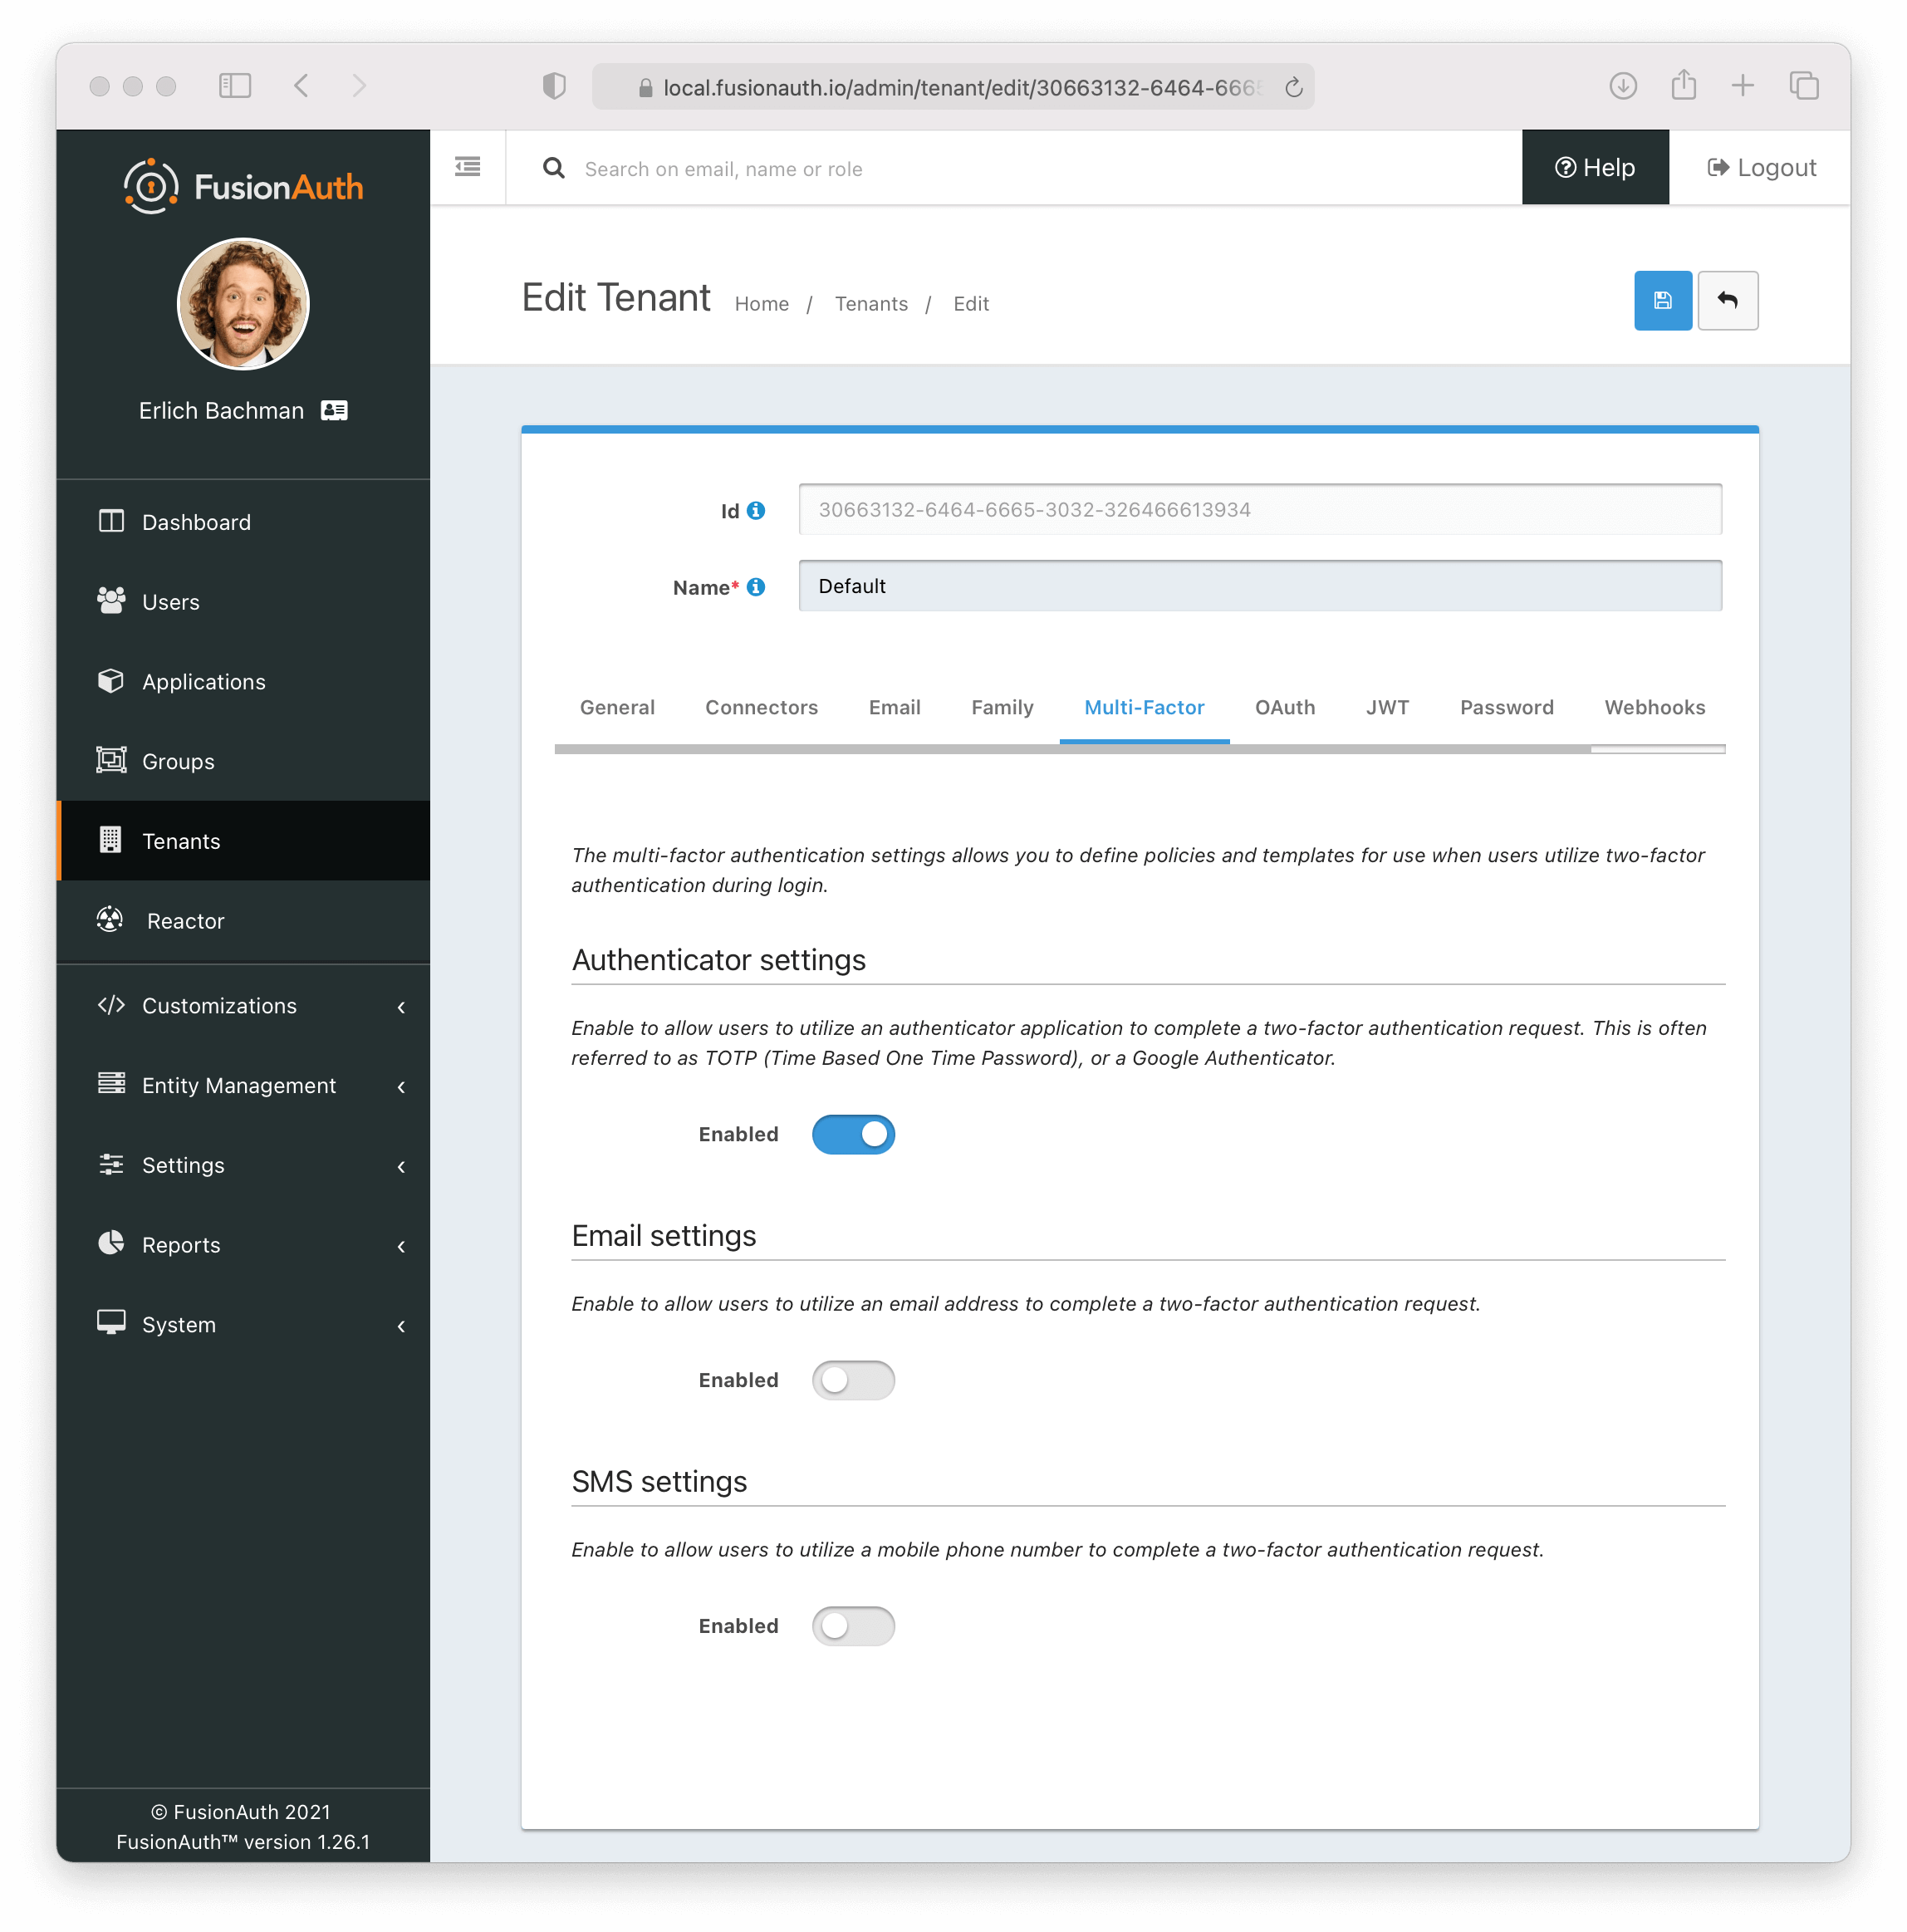 local.fusionauth.io/admin/tenant/edit/30663132-6464-666
FusionAuth
Search on email, name or role
Help
Logout
Erlich Bachman
Edit Tenant
Home / Tenants / Edit
Dashboard
Users
Applications
Groups
Tenants
Reactor
Customizations
Entity Management
Settings
Reports
System
© FusionAuth 2021
FusionAuth™ version 1.26.1
Id
30663132-6464-6665-3032-326466613934
Name*
Default
General Connectors Email Family Multi-Factor OAuth JWT Password Webhooks
The multi-factor authentication settings allows you to define policies and templates for use when users utilize two-factor
authentication during login.
Authenticator settings
Enable to allow users to utilize an authenticator application to complete a two-factor authentication request. This is often
referred to as TOTP (Time Based One Time Password), or a Google Authenticator.
Enabled
Email settings
Enable to allow users to utilize an email address to complete a two-factor authentication request.
Enabled
SMS settings
Enable to allow users to utilize a mobile phone number to complete a two-factor authentication request.
Enabled